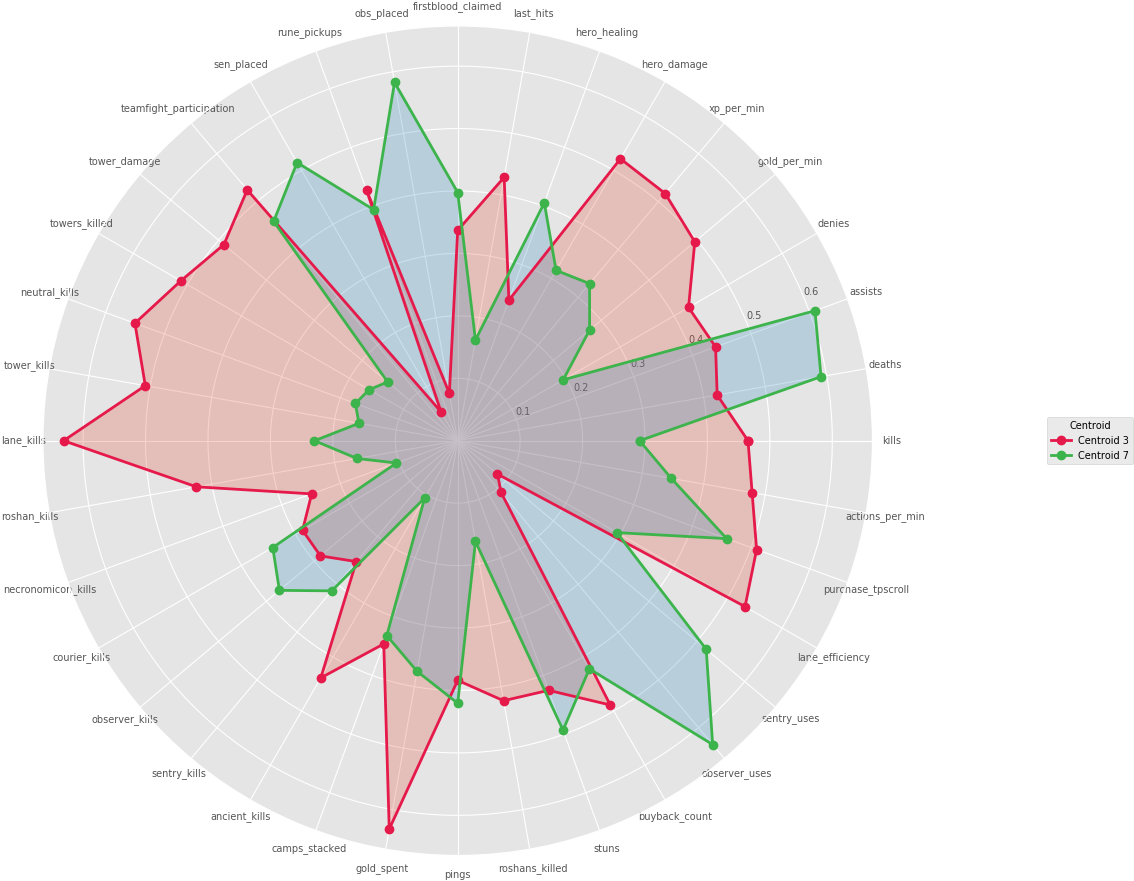 firstblood_claimed
obs_placed
last_hits
rune_pickups
hero_healing
sen_placed
hero_damage
teamfight_participation
xp_per_min
tower_damage
gold_per_min
towers_killed
denies
neutral_kills
assists
0.6
0.5
0.4
tower_kills
deaths
0.3
0.2
0.1
lane_kills
kills
Centroid
Centroid 3
Centroid 7
roshan_kills
actions_per_min
necronomicon_kills
purchase_tpscroll
courier_kills
lane_efficiency
observer_kills
sentry_uses
sentry_kills
observer_uses
ancient_kills
buyback_count
camps_stacked
stuns
gold_spent
roshans_killed
pings